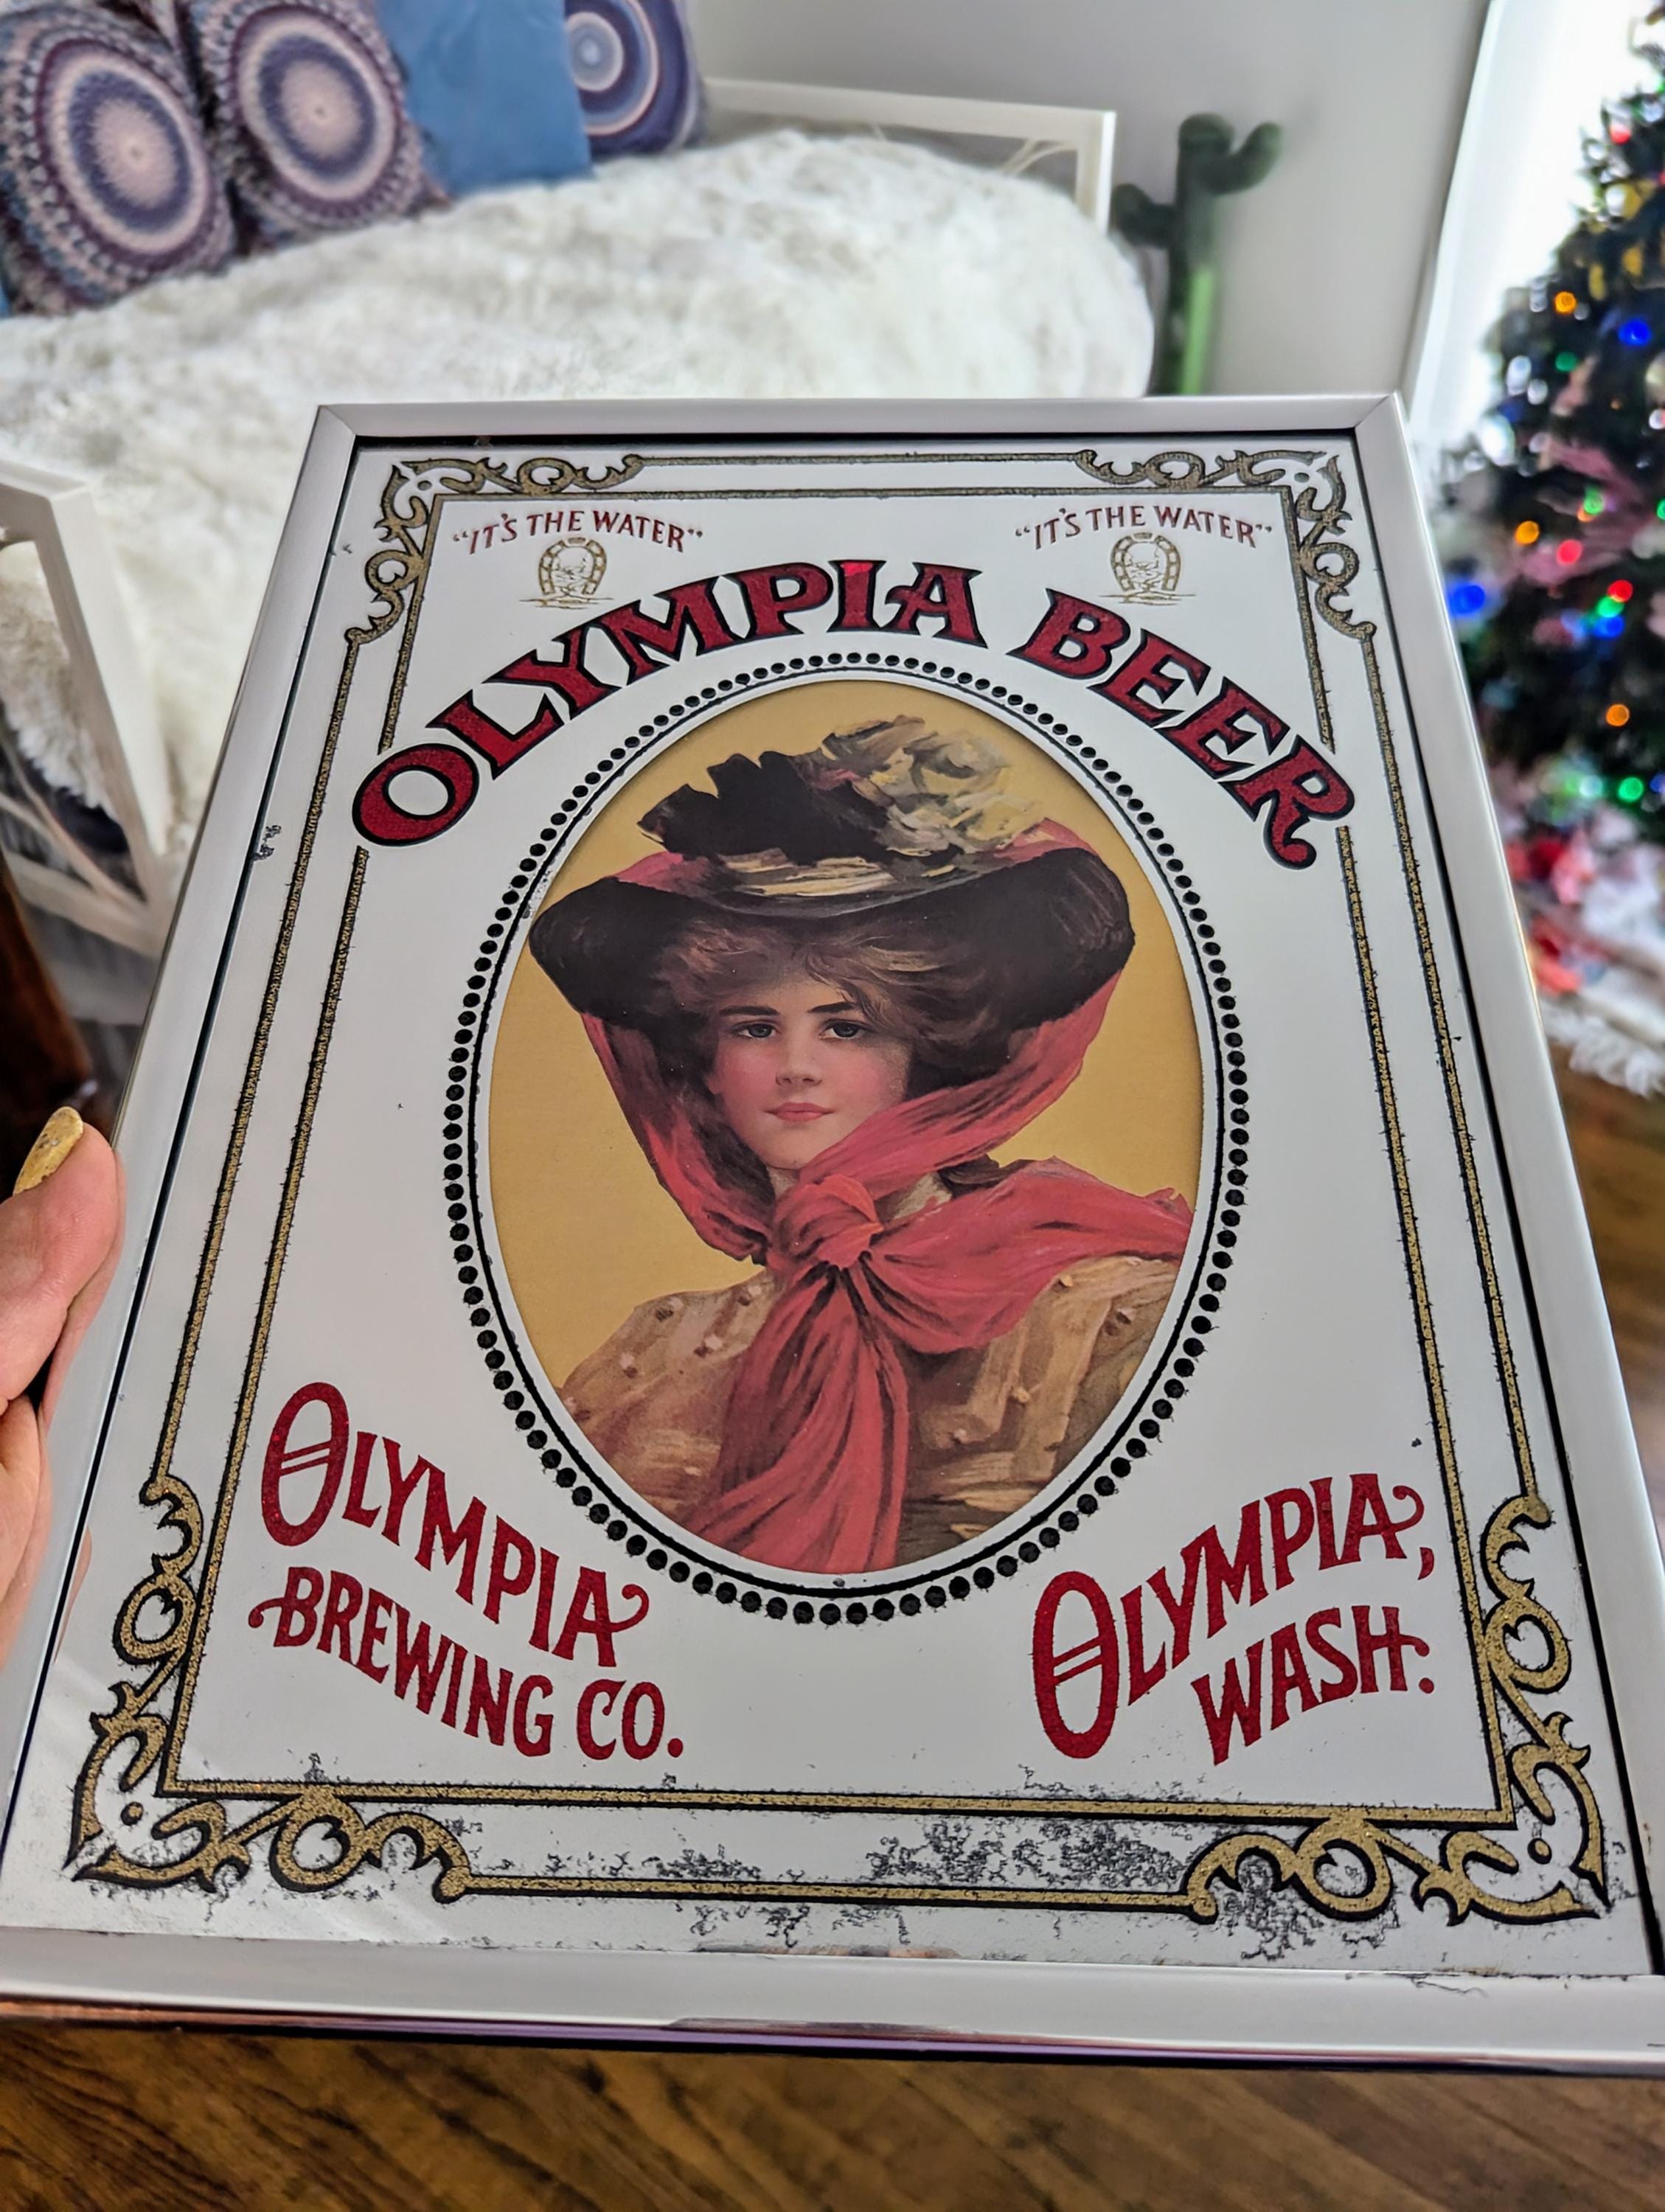 "IT'S THE WATER"
"IT'S THE WATER"
OLYMPIA BEER
OLYMPIA
BREWING CO.
OLYMPIA,
WASH.